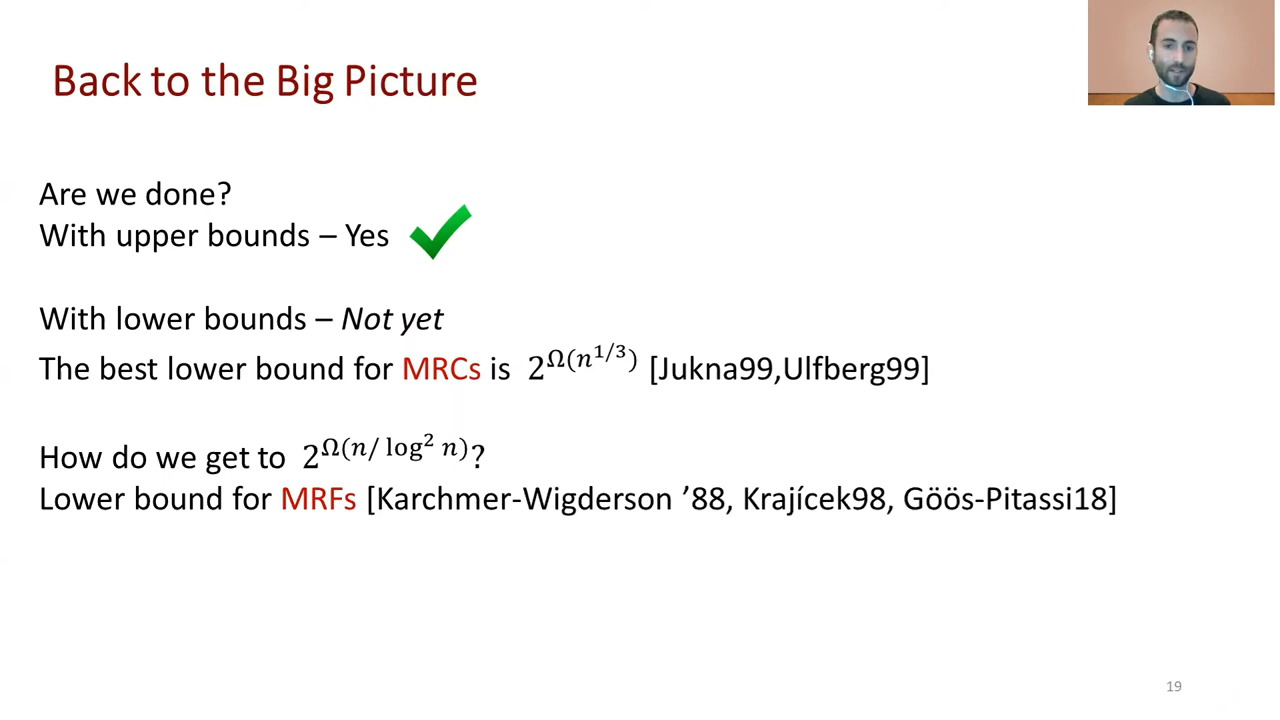 Back to the Big Picture
Are we done?
With upper bounds – Yes
With lower bounds – Not yet
The best lower bound for MRCs is 2^{Ω(n^{1/3})} [Jukna99,Ulfberg99]
How do we get to 2^{Ω(n/ log^2 n)}?
Lower bound for MRFs [Karchmer-Wigderson ’88, Krajícek98, Göös-Pitassi18]
19